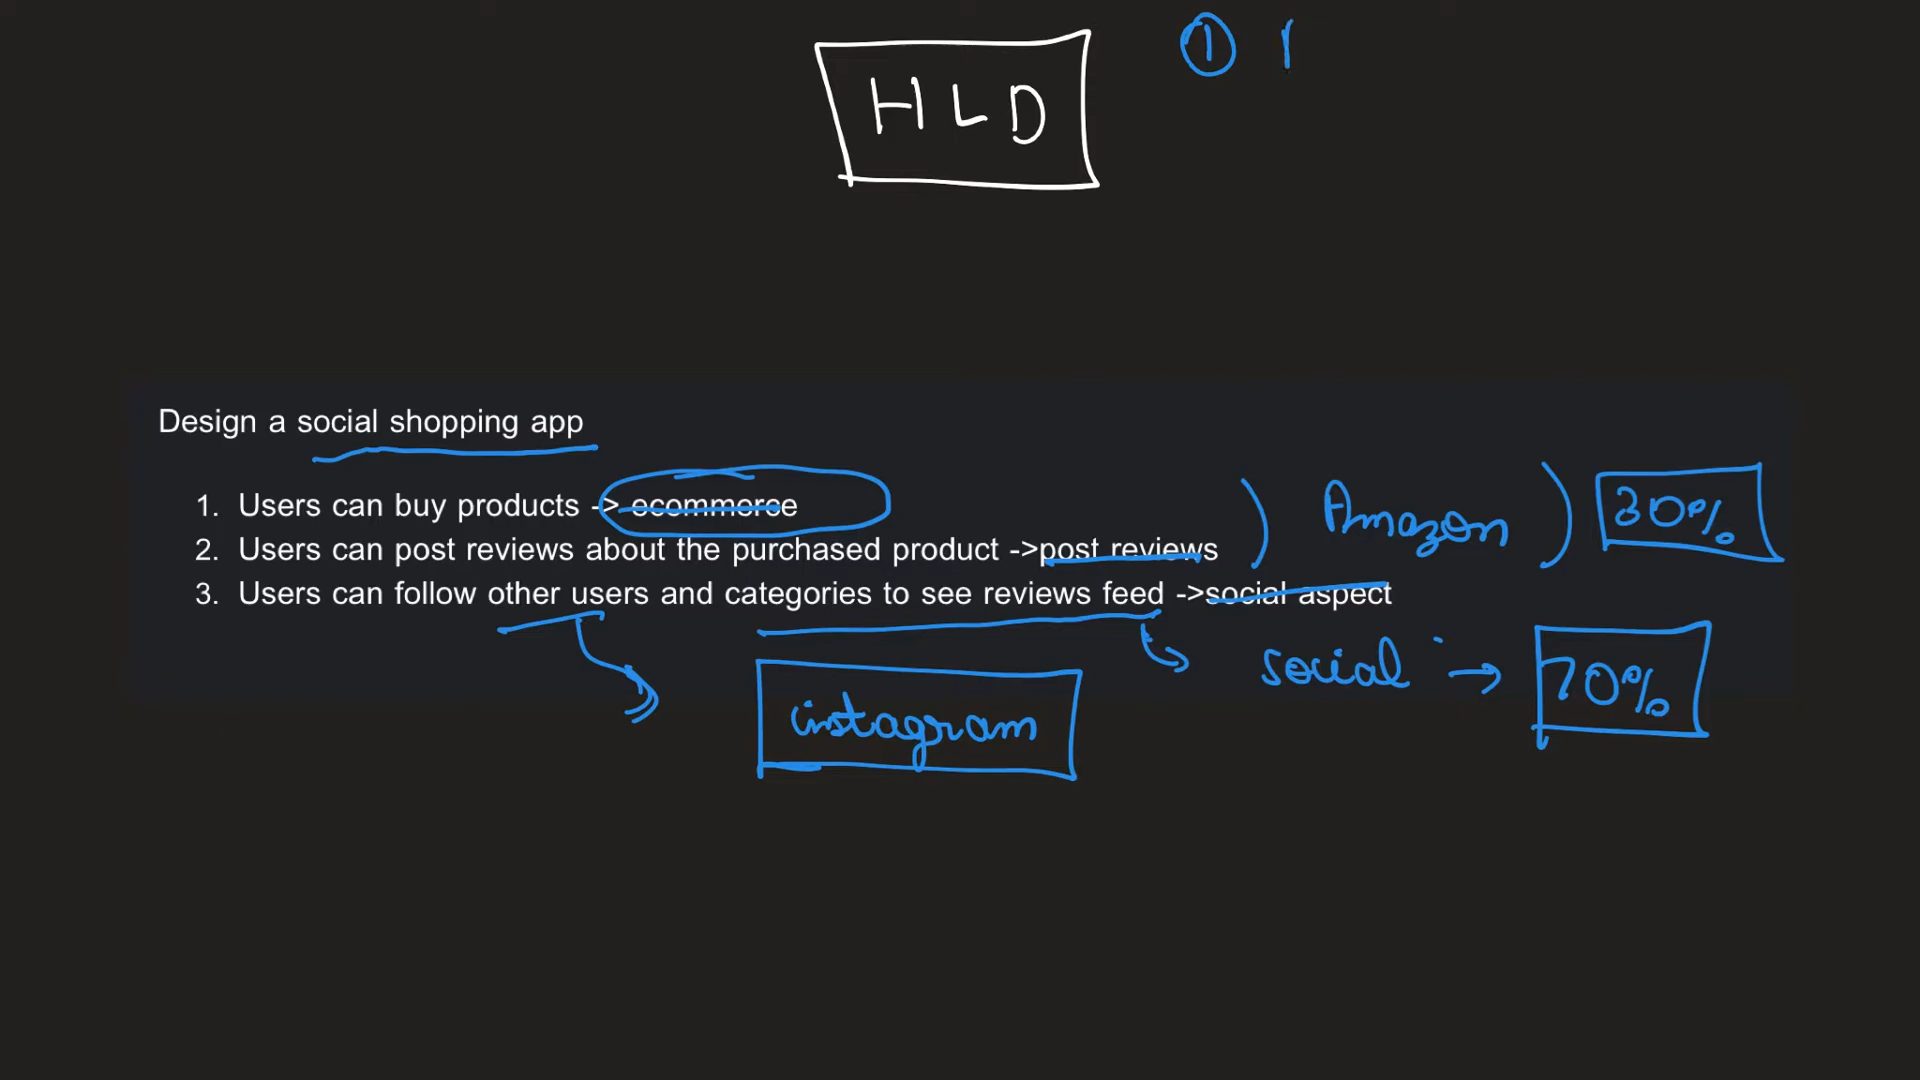 HLD ①
Design a social shopping app
1. Users can buy products -> ecommerce
2. Users can post reviews about the purchased product ->post reviews
Amazon 30%
3. Users can follow other users and categories to see reviews feed ->social aspect
social → 70%
instagram